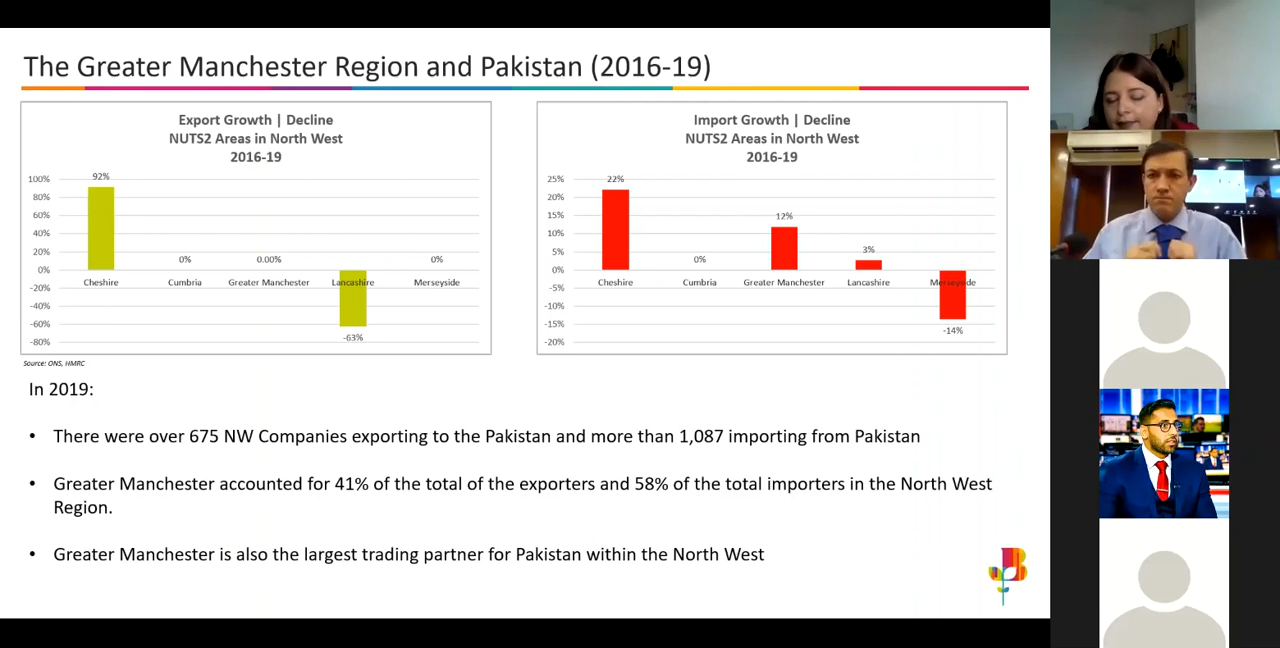 The Greater Manchester Region and Pakistan (2016-19)
Export Growth | Decline
NUTS2 Areas in North West
2016-19
100%
80%
60%
40%
20%
0%
-20%
-40%
-60%
-80%
92%
0%
0.00%
-63%
0%
Cheshire
Cumbria
Greater Manchester
Lancashire
Merseyside
Import Growth | Decline
NUTS2 Areas in North West
2016-19
25%
20%
15%
10%
5%
0%
-5%
-10%
-15%
-20%
22%
0%
12%
3%
-14%
Cheshire
Cumbria
Greater Manchester
Lancashire
Merseyside
Source: ONS, HMRC
In 2019:
• There were over 675 NW Companies exporting to the Pakistan and more than 1,087 importing from Pakistan
• Greater Manchester accounted for 41% of the total of the exporters and 58% of the total importers in the North West
Region.
• Greater Manchester is also the largest trading partner for Pakistan within the North West